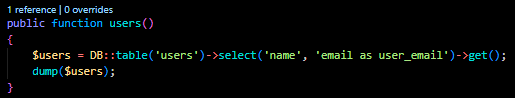 1 reference | 0 overrides
public function users()
{
    $users = DB::table('users')->select('name', 'email as user_email')->get();
    dump($users);
}